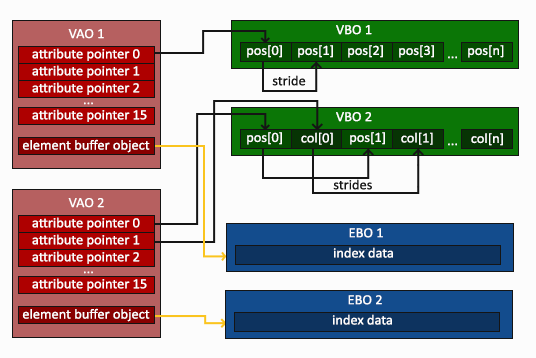 VAO 1
attribute pointer 0
attribute pointer 1
attribute pointer 2
...
attribute pointer 15
element buffer object
VBO 1
pos[0] pos[1] pos[2] pos[3] ... pos[n]
stride
VBO 2
pos[0] col[0] pos[1] col[1] ... col[n]
strides
VAO 2
attribute pointer 0
attribute pointer 1
attribute pointer 2
...
attribute pointer 15
element buffer object
EBO 1
index data
EBO 2
index data